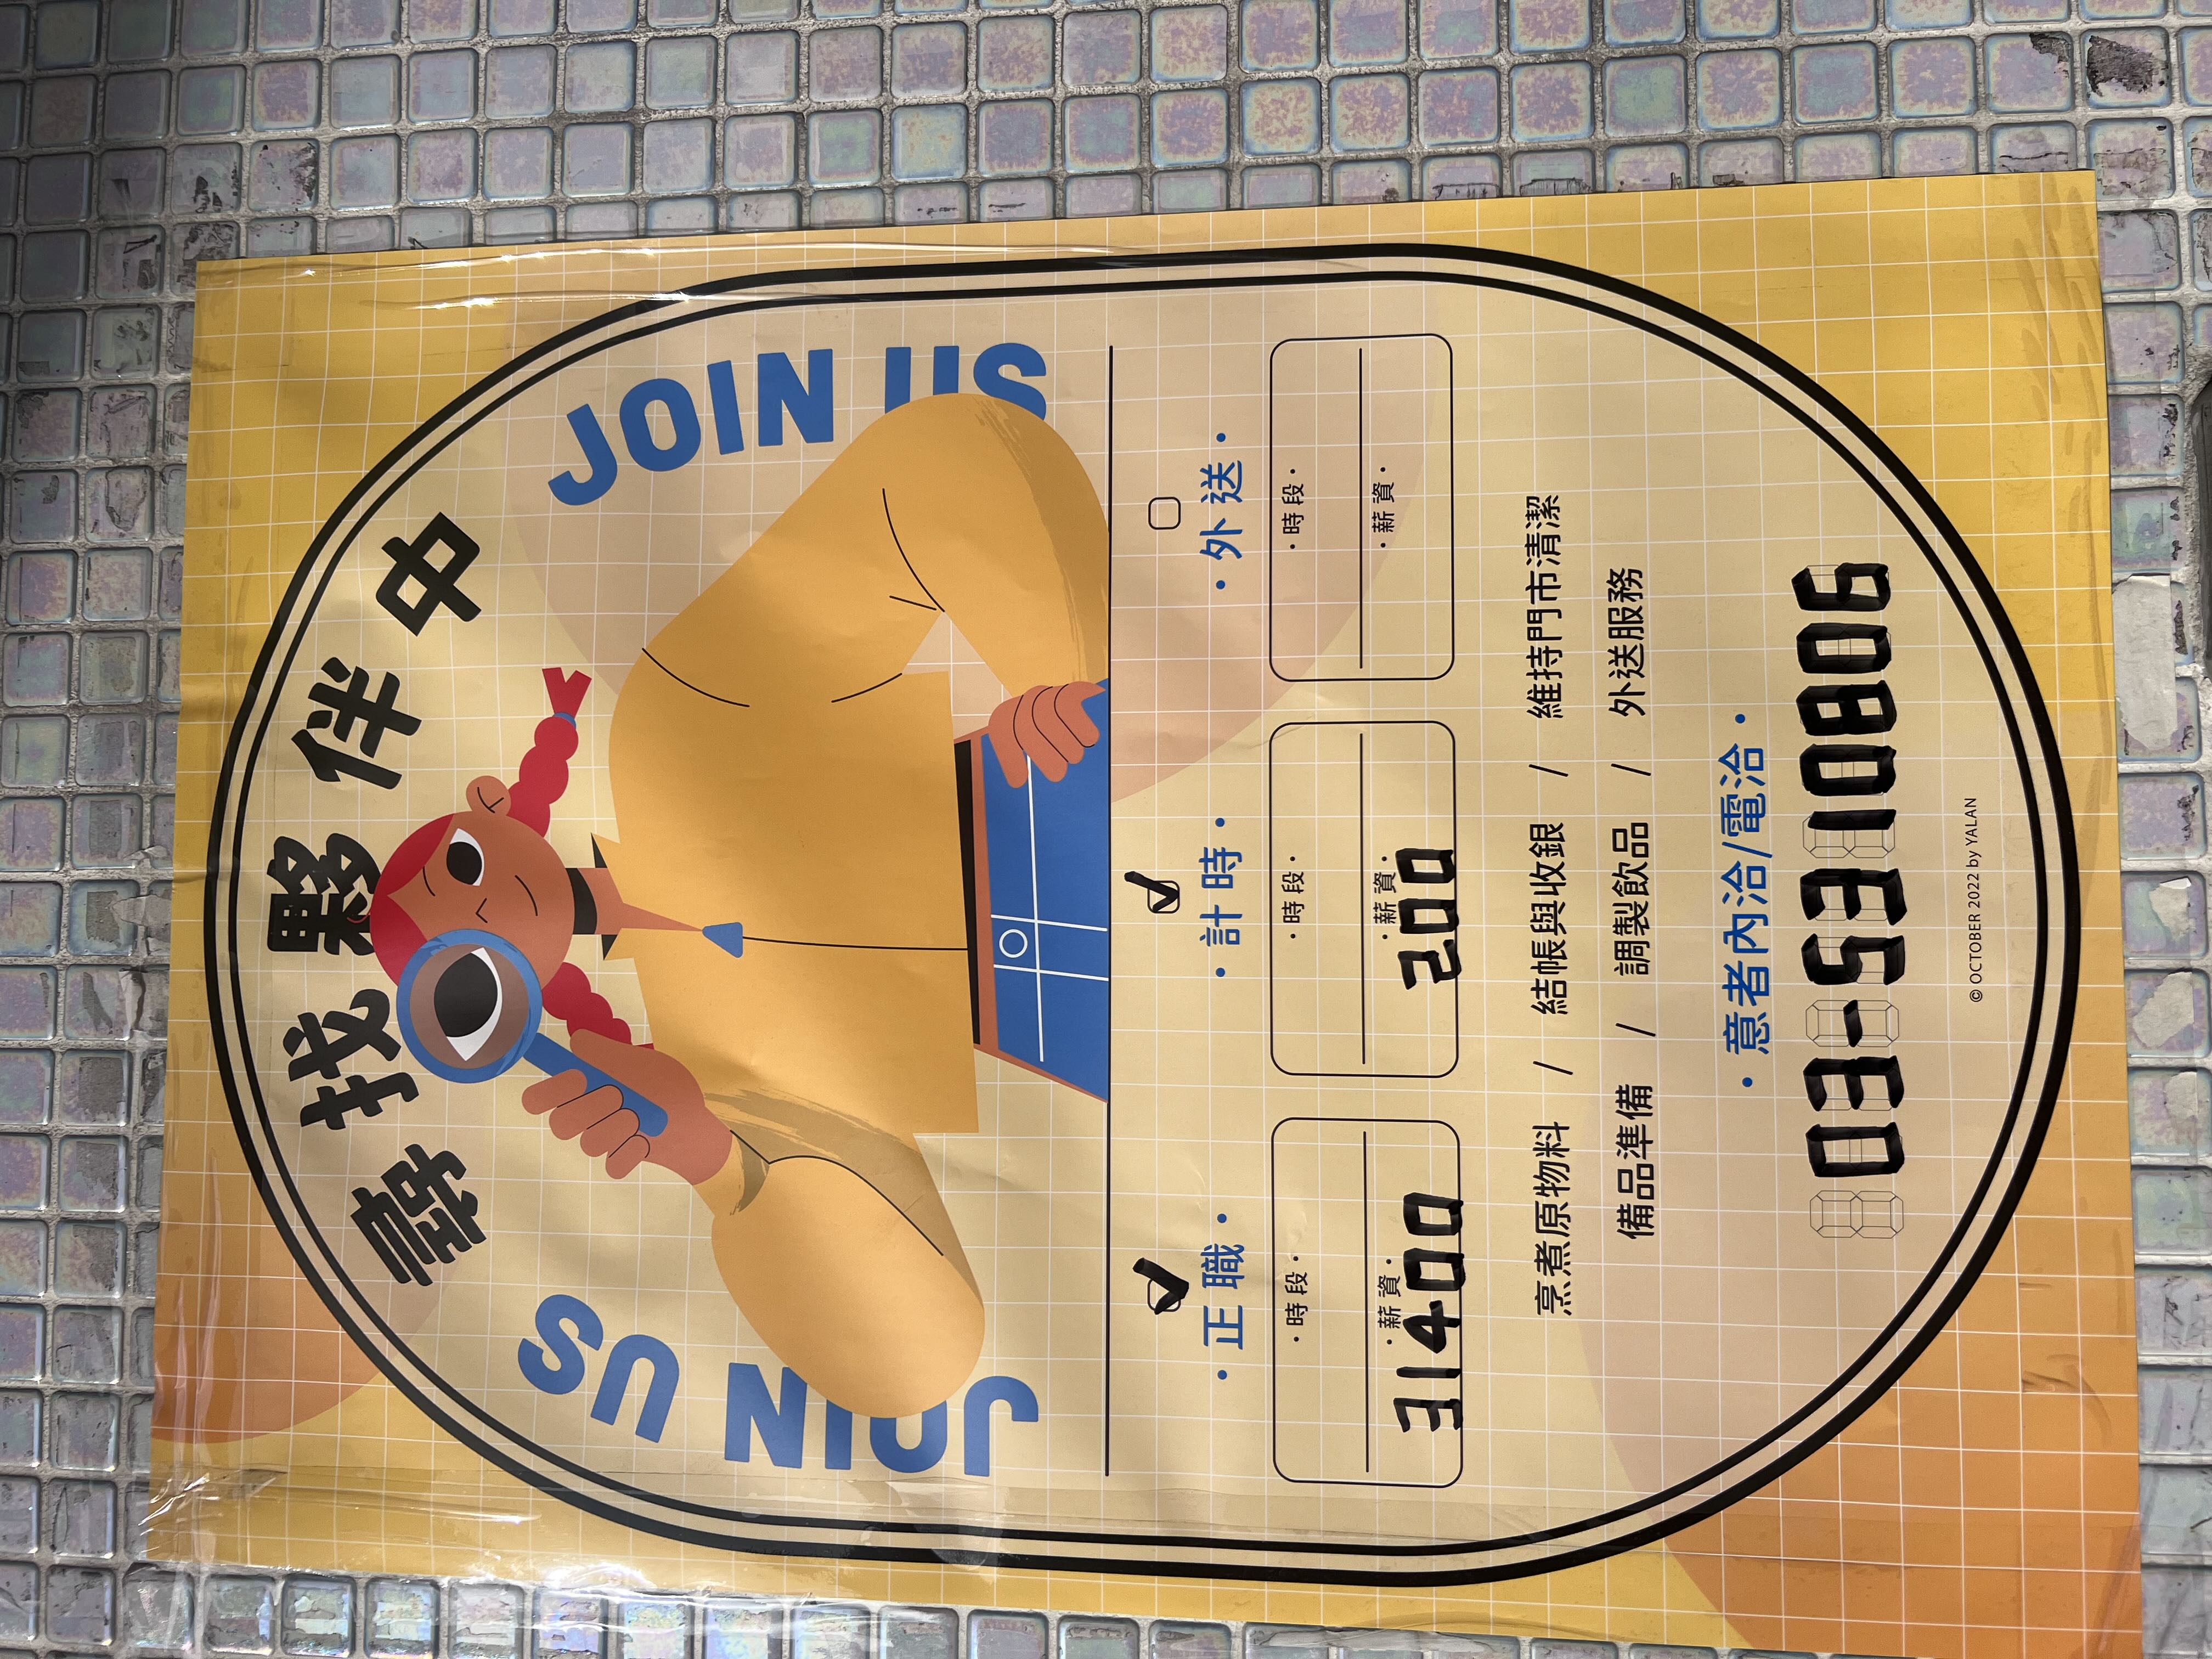 尋找夥伴中
JOIN US
JOIN US
・正職・
・計時・
・外送・
・時段・
・時段・
・時段・
・薪資・
・薪資・
・薪資・
31400
200
烹煮原物料 / 結帳與收銀 / 維持門市清潔
備品準備 / 調製飲品 / 外送服務
・意者內洽/電洽・
03-5310806
© OCTOBER 2022 by YALAN